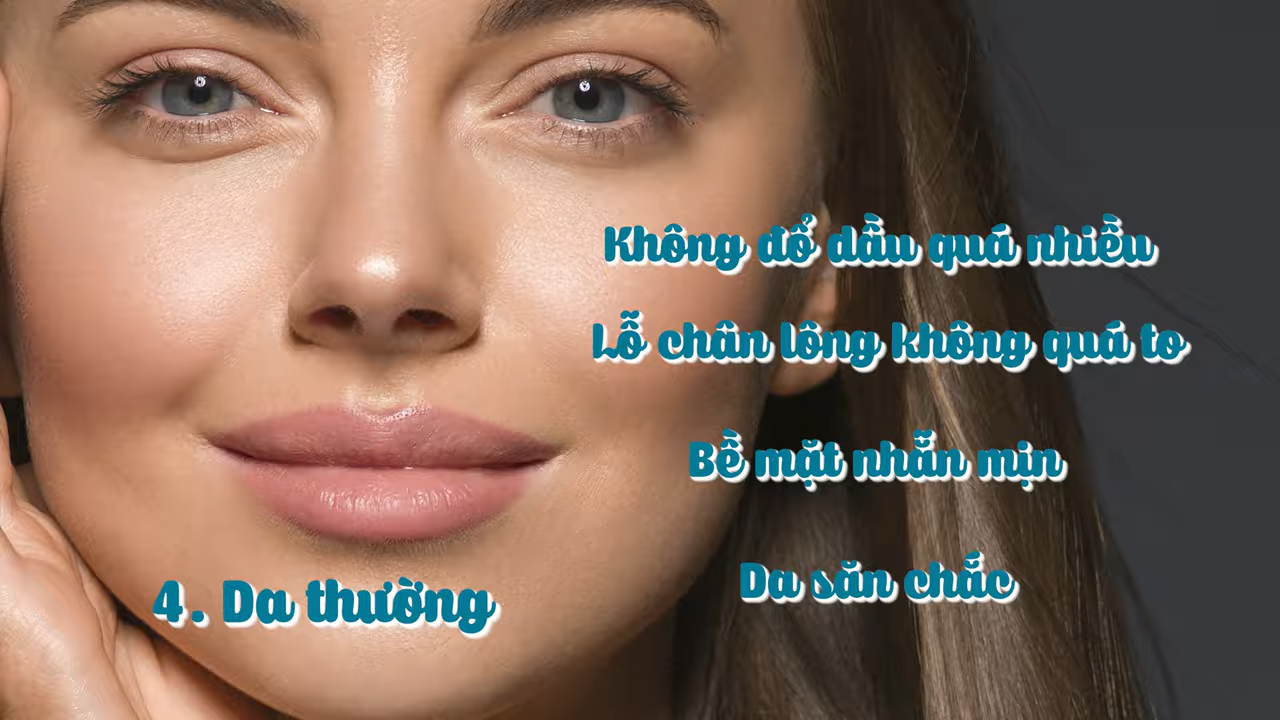 Không đổ dầu quá nhiều
Lỗ chân lông không quá to
Bề mặt nhẵn mịn
Da săn chắc
4. Da thường